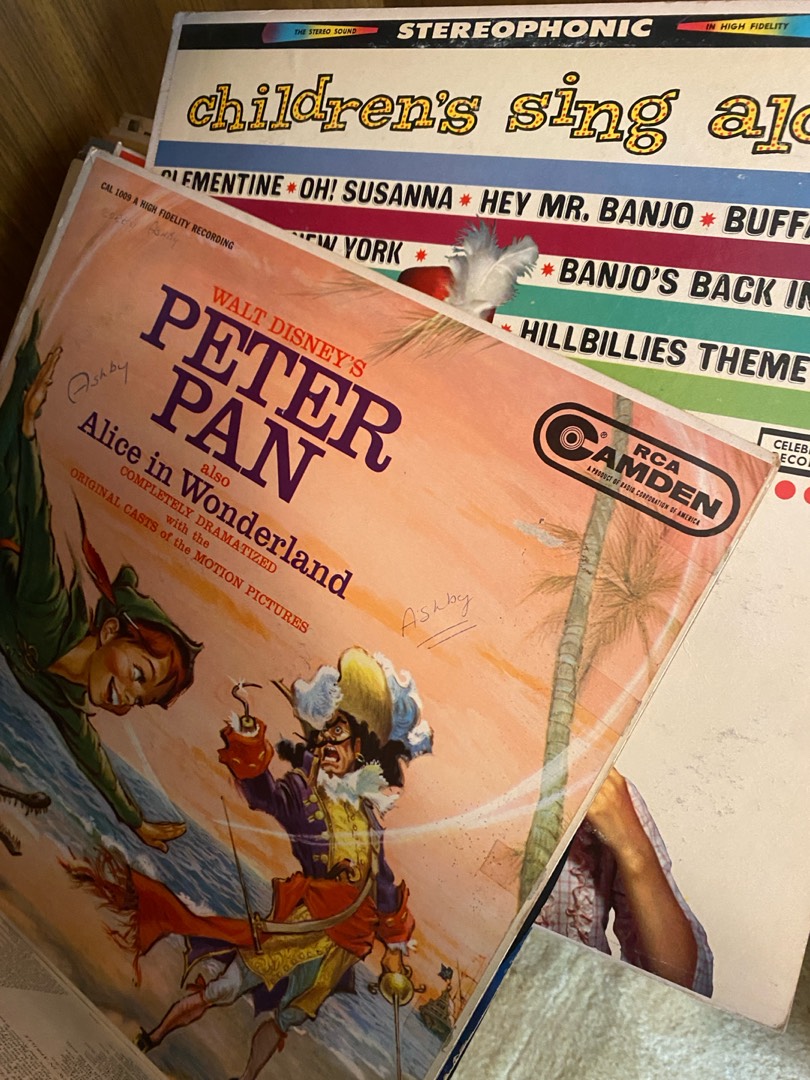 STEREOPHONIC
THE STEREO SOUND
IN HIGH FIDELITY
children's sing alo
CLEMENTINE * OH! SUSANNA * HEY MR. BANJO * BUFFA
NEW YORK *
* BANJO'S BACK IN
* HILLBILLIES THEME
CELEB
RECO
CAL 1009 A HIGH FIDELITY RECORDING
WALT DISNEY'S
PETER
PAN
also
Alice in Wonderland
COMPLETELY DRAMATIZED
with the
ORIGINAL CASTS of the MOTION PICTURES
Ashby
Ashby
RCA
CAMDEN
A PRODUCT OF RADIO CORPORATION OF AMERICA